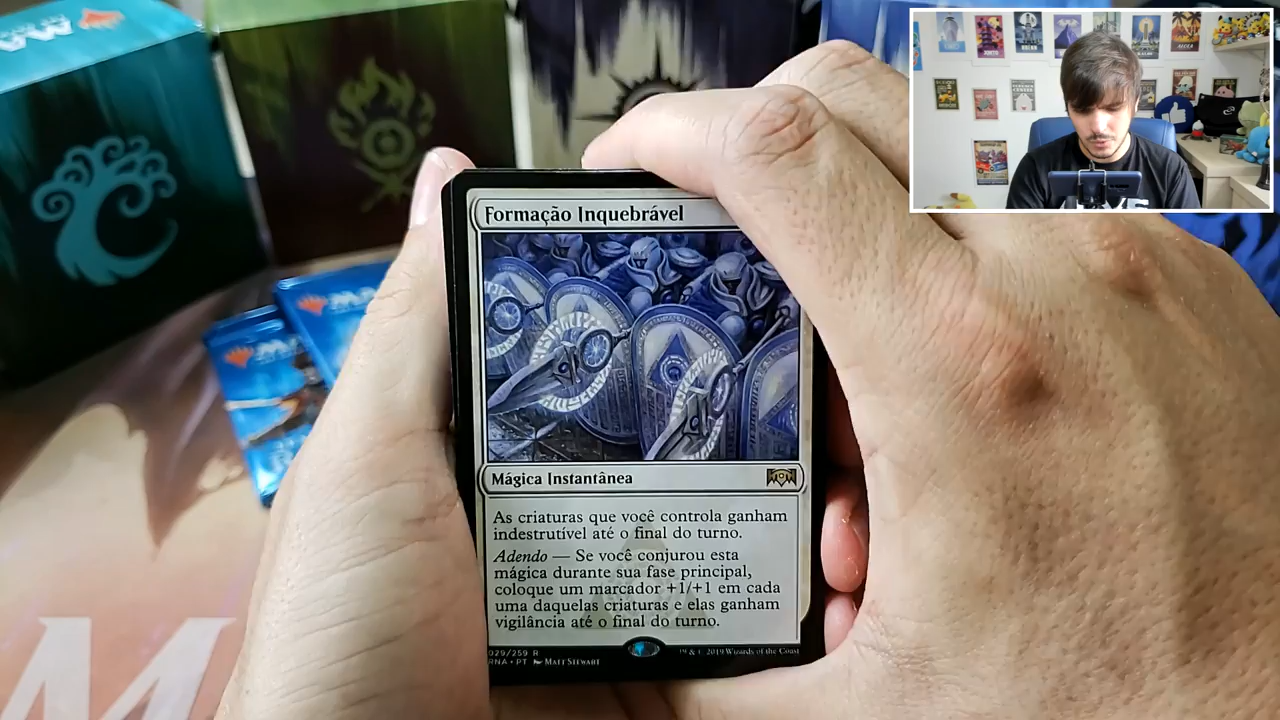 Formação Inquebrável
Mágica Instantânea
As criaturas que você controla ganham
indestrutível até o final do turno.
Adendo — Se você conjurou esta
mágica durante sua fase principal,
coloque um marcador +1/+1 em cada
uma daquelas criaturas e elas ganham
vigilância até o final do turno.
029/259 R
RNA • PT Matt Stewart
™ & © 2019 Wizards of the Coast